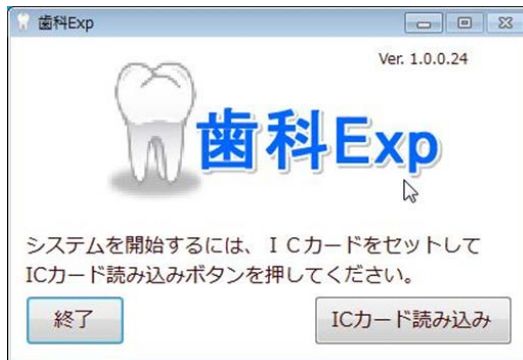 歯科Exp
Ver. 1.0.0.24
歯科Exp
システムを開始するには、ＩＣカードをセットして
ICカード読み込みボタンを押してください。
終了
ICカード読み込み